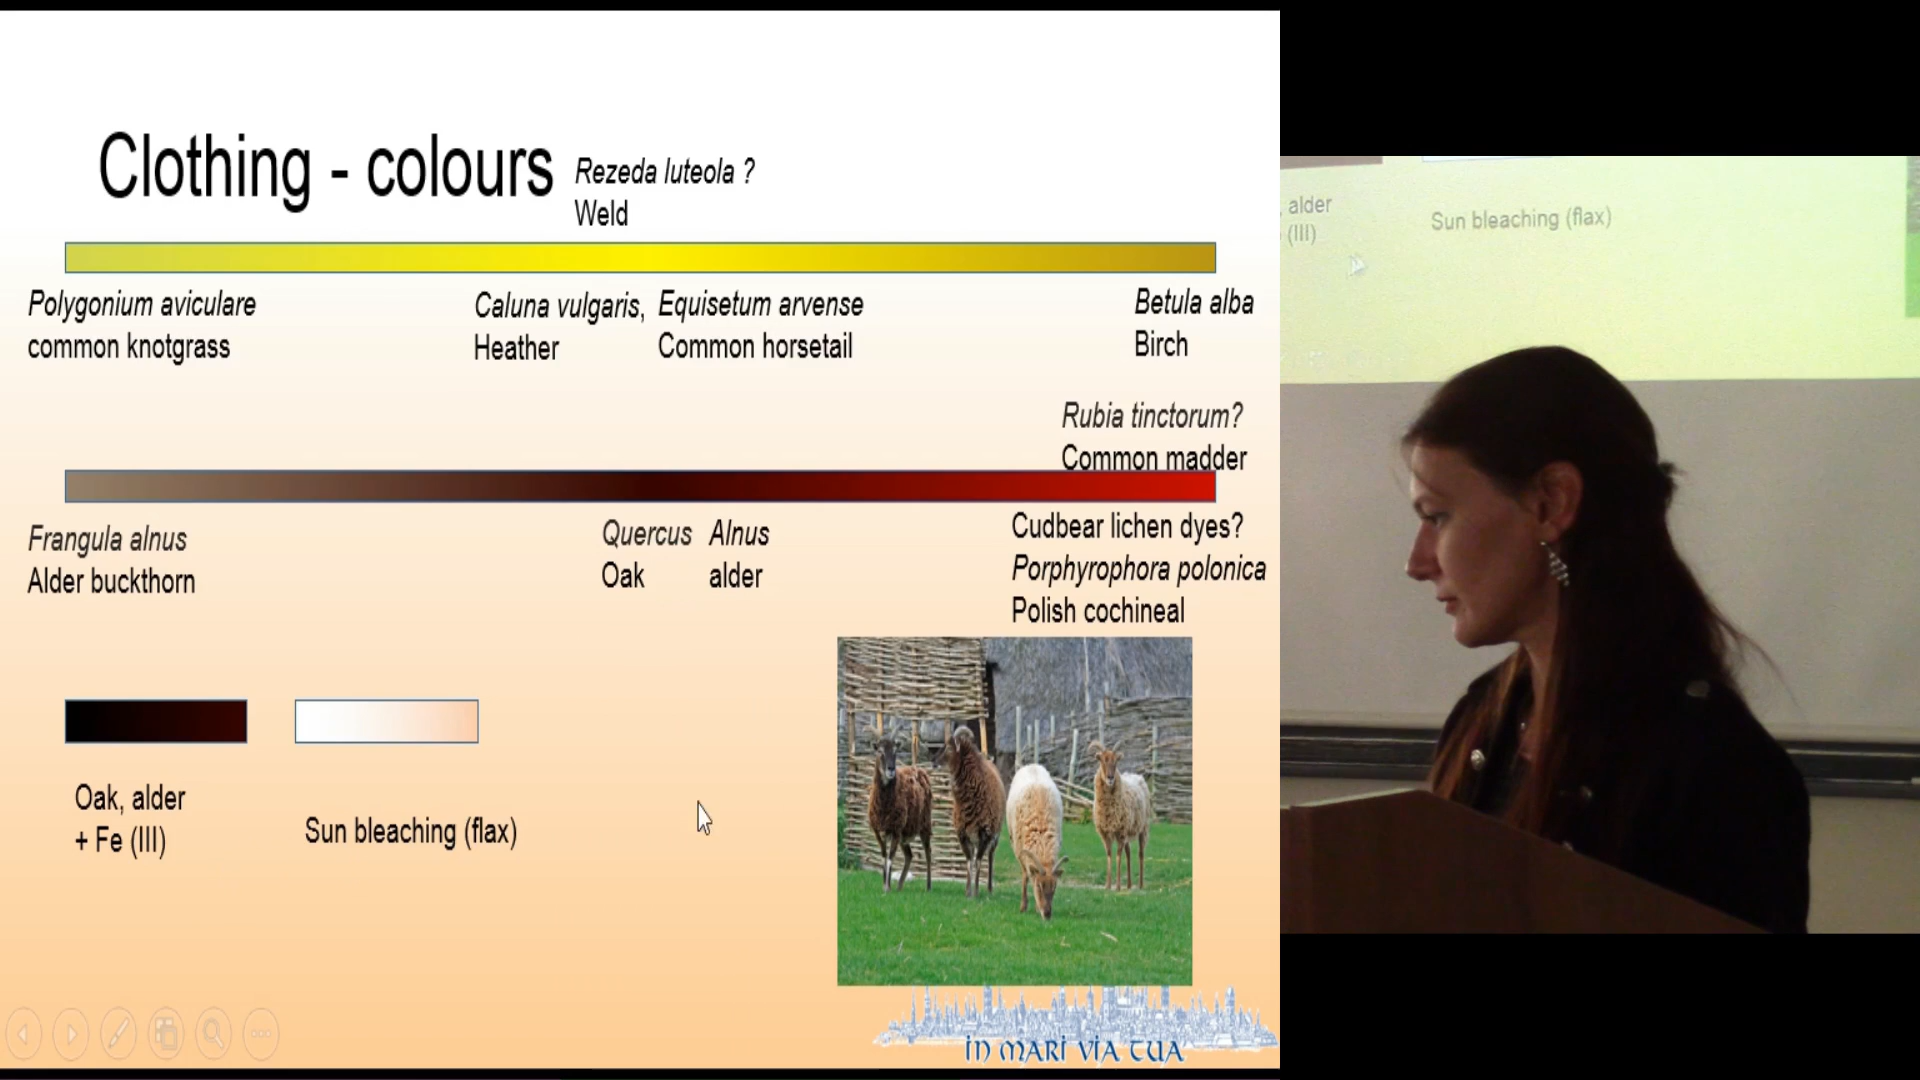 Clothing - colours
Rezeda luteola ?
Weld
Polygonium aviculare
common knotgrass
Caluna vulgaris,
Heather
Equisetum arvense
Common horsetail
Betula alba
Birch
Rubia tinctorum?
Common madder
Frangula alnus
Alder buckthorn
Quercus
Oak
Alnus
alder
Cudbear lichen dyes?
Porphyrophora polonica
Polish cochineal
Oak, alder
+ Fe (III)
Sun bleaching (flax)
in mari via tua
, alder
(III)
Sun bleaching (flax)